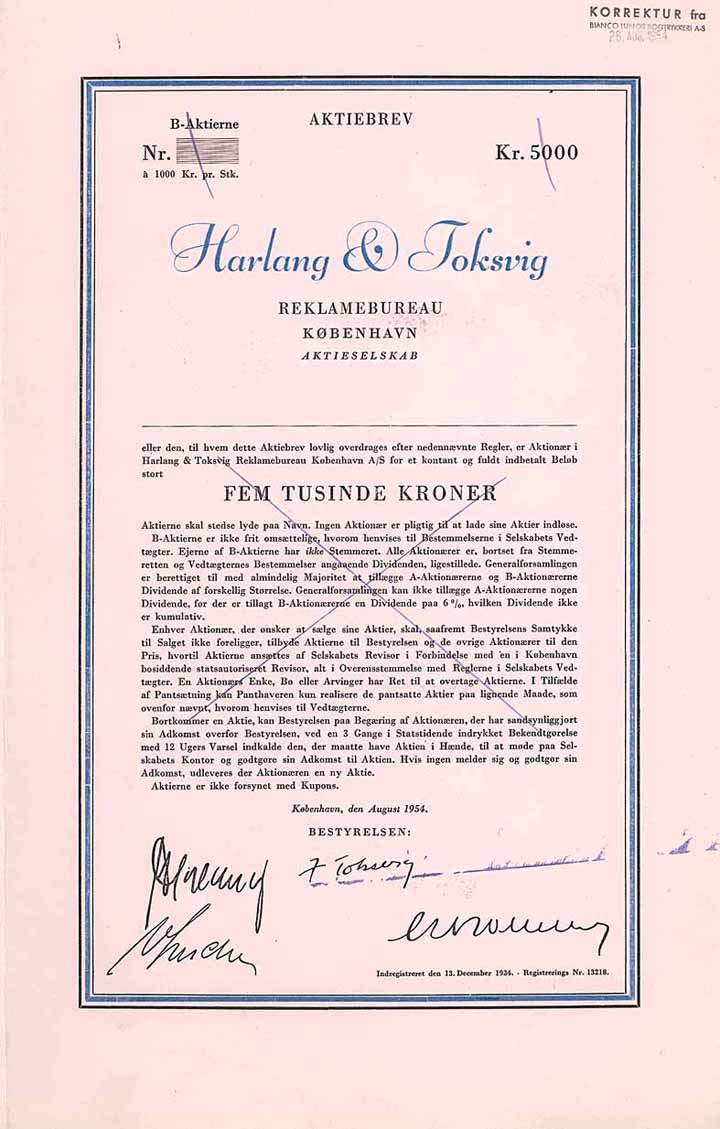 KORREKTUR fra
BIANCO LUNOS BOGTRYKKERI A-S
28. AUG. 1954
B-Aktierne
AKTIEBREV
Nr.
Kr. 5000
à 1000 Kr. pr. Stk.
Harlang & Toksvig
REKLAMEBUREAU
KØBENHAVN
AKTIESELSKAB
eller den, til hvem dette Aktiebrev lovlig overdrages efter nedennævnte Regler, er Aktionær i
Harlang & Toksvig Reklamebureau København A/S for et kontant og fuldt indbetalt Beløb
stort
FEM TUSINDE KRONER
Aktierne skal stedse lyde paa Navn. Ingen Aktionær er pligtig til at lade sine Aktier indløse.
B-Aktierne er ikke frit omsættelige, hvorom henvises til Bestemmelserne i Selskabets Ved-
tægter. Ejerne af B-Aktierne har ikke Stemmeret. Alle Aktionærer er, bortset fra Stemme-
retten og Vedtægternes Bestemmelser angaaende Dividenden, ligestillede. Generalforsamlingen
er berettiget til med almindelig Majoritet at tillægge A-Aktionærerne og B-Aktionærerne
Dividende af forskellig Størrelse. Generalforsamlingen kan ikke tillægge A-Aktionærerne nogen
Dividende, før der er tillagt B-Aktionærerne en Dividende paa 6 %, hvilken Dividende ikke
er kumulativ.
Enhver Aktionær, der ønsker at sælge sine Aktier, skal, saafremt Bestyrelsens Samtykke
til Salget ikke foreligger, tilbyde Aktierne til Bestyrelsen og de øvrige Aktionærer til den
Pris, hvortil Aktierne ansættes af Selskabets Revisor i Forbindelse med en i København
bosiddende statsautoriseret Revisor, alt i Overensstemmelse med Reglerne i Selskabets Ved-
tægter. En Aktionærs Enke, Bo eller Arvinger har Ret til at overtage Aktierne. I Tilfælde
af Pantsætning kan Panthaveren kun realisere de pantsatte Aktier paa lignende Maade, som
ovenfor nævnt, hvorom henvises til Vedtægterne.
Bortkommer en Aktie, kan Bestyrelsen paa Begæring af Aktionæren, der har sandsynliggjort
sin Adkomst overfor Bestyrelsen, ved en 3 Gange i Statstidende indrykket Bekendtgørelse
med 12 Ugers Varsel indkalde den, der maatte have Aktien i Hænde, til at møde paa Sel-
skabets Kontor og godtgøre sin Adkomst til Aktien. Hvis ingen melder sig og godtgør sin
Adkomst, udleveres der Aktionæren en ny Aktie.
Aktierne er ikke forsynet med Kupons.
København, den August 1954.
BESTYRELSEN:
Toksvig
Indregistreret den 13. December 1934. - Registrerings Nr. 13218.